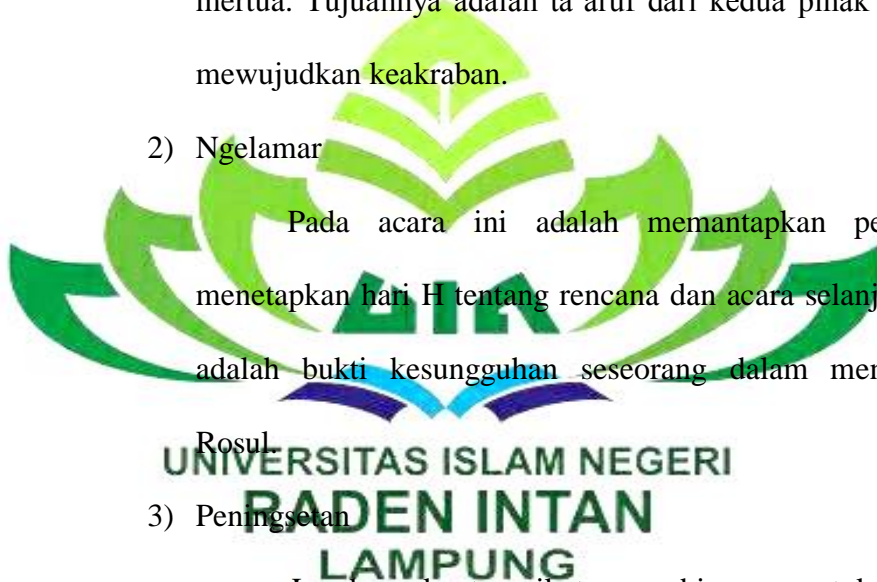 mertua. Tujuannya adalah ta'aruf dari kedua pihak
mewujudkan keakraban.
2) Ngelamar
Pada acara ini adalah memantapkan pe
menetapkan hari H tentang rencana dan acara selanj
UIN
adalah bukti kesungguhan seseorang dalam men
Rosul.
UNIVERSITAS ISLAM NEGERI
3) Peningsetan
RADEN INTAN
LAMPUNG